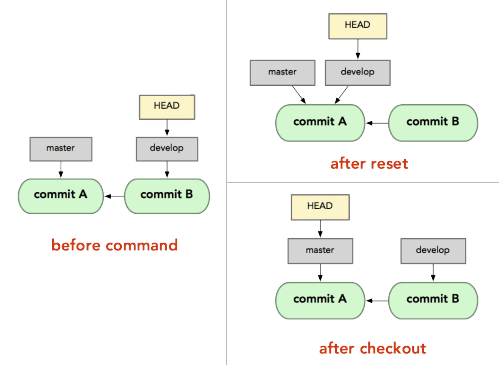 HEAD
master
develop
commit A
commit B
before command
HEAD
master
develop
commit A
commit B
after reset
HEAD
master
develop
commit A
commit B
after checkout